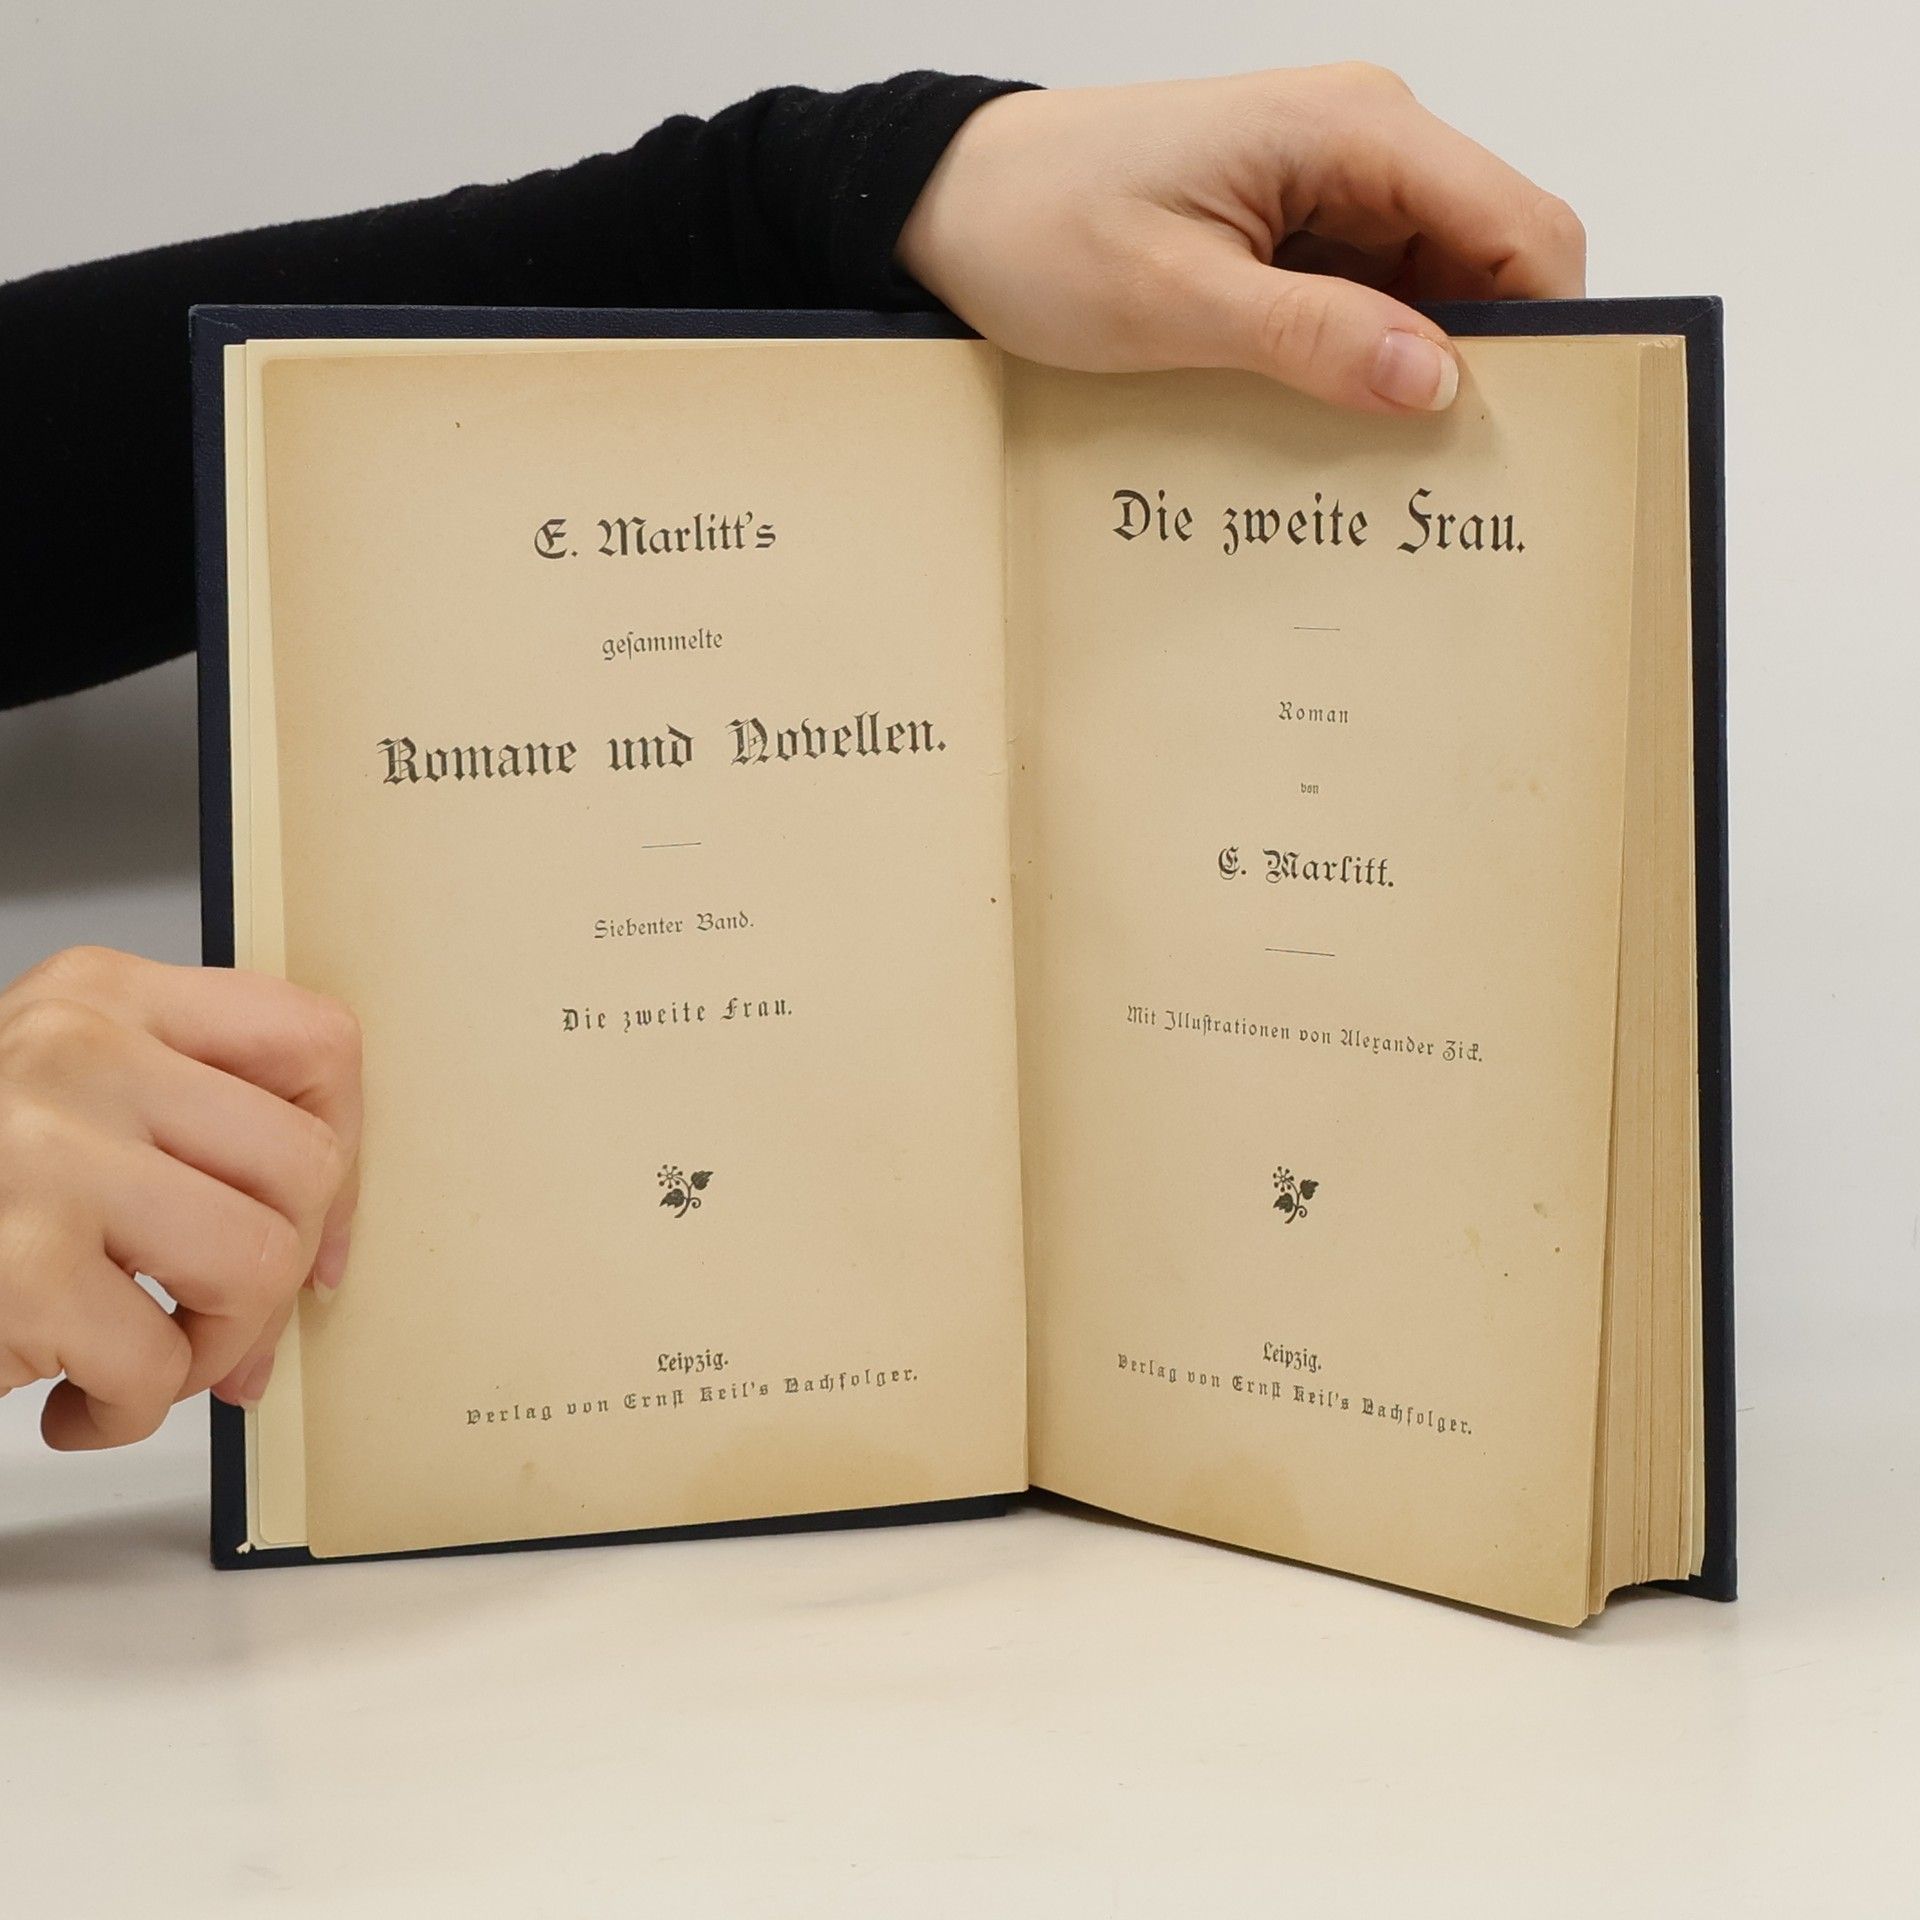 E. Marlitt's
geſammelte
Romane und Novellen.
Siebenter Band.
Die zweite Frau.
Leipzig.
Verlag von Ernſt Keil's Nachfolger.
Die zweite Frau.
Roman
von
E. Marlitt.
Mit Illuſtrationen von Alexander Zick.
Leipzig.
Verlag von Ernſt Keil's Nachfolger.